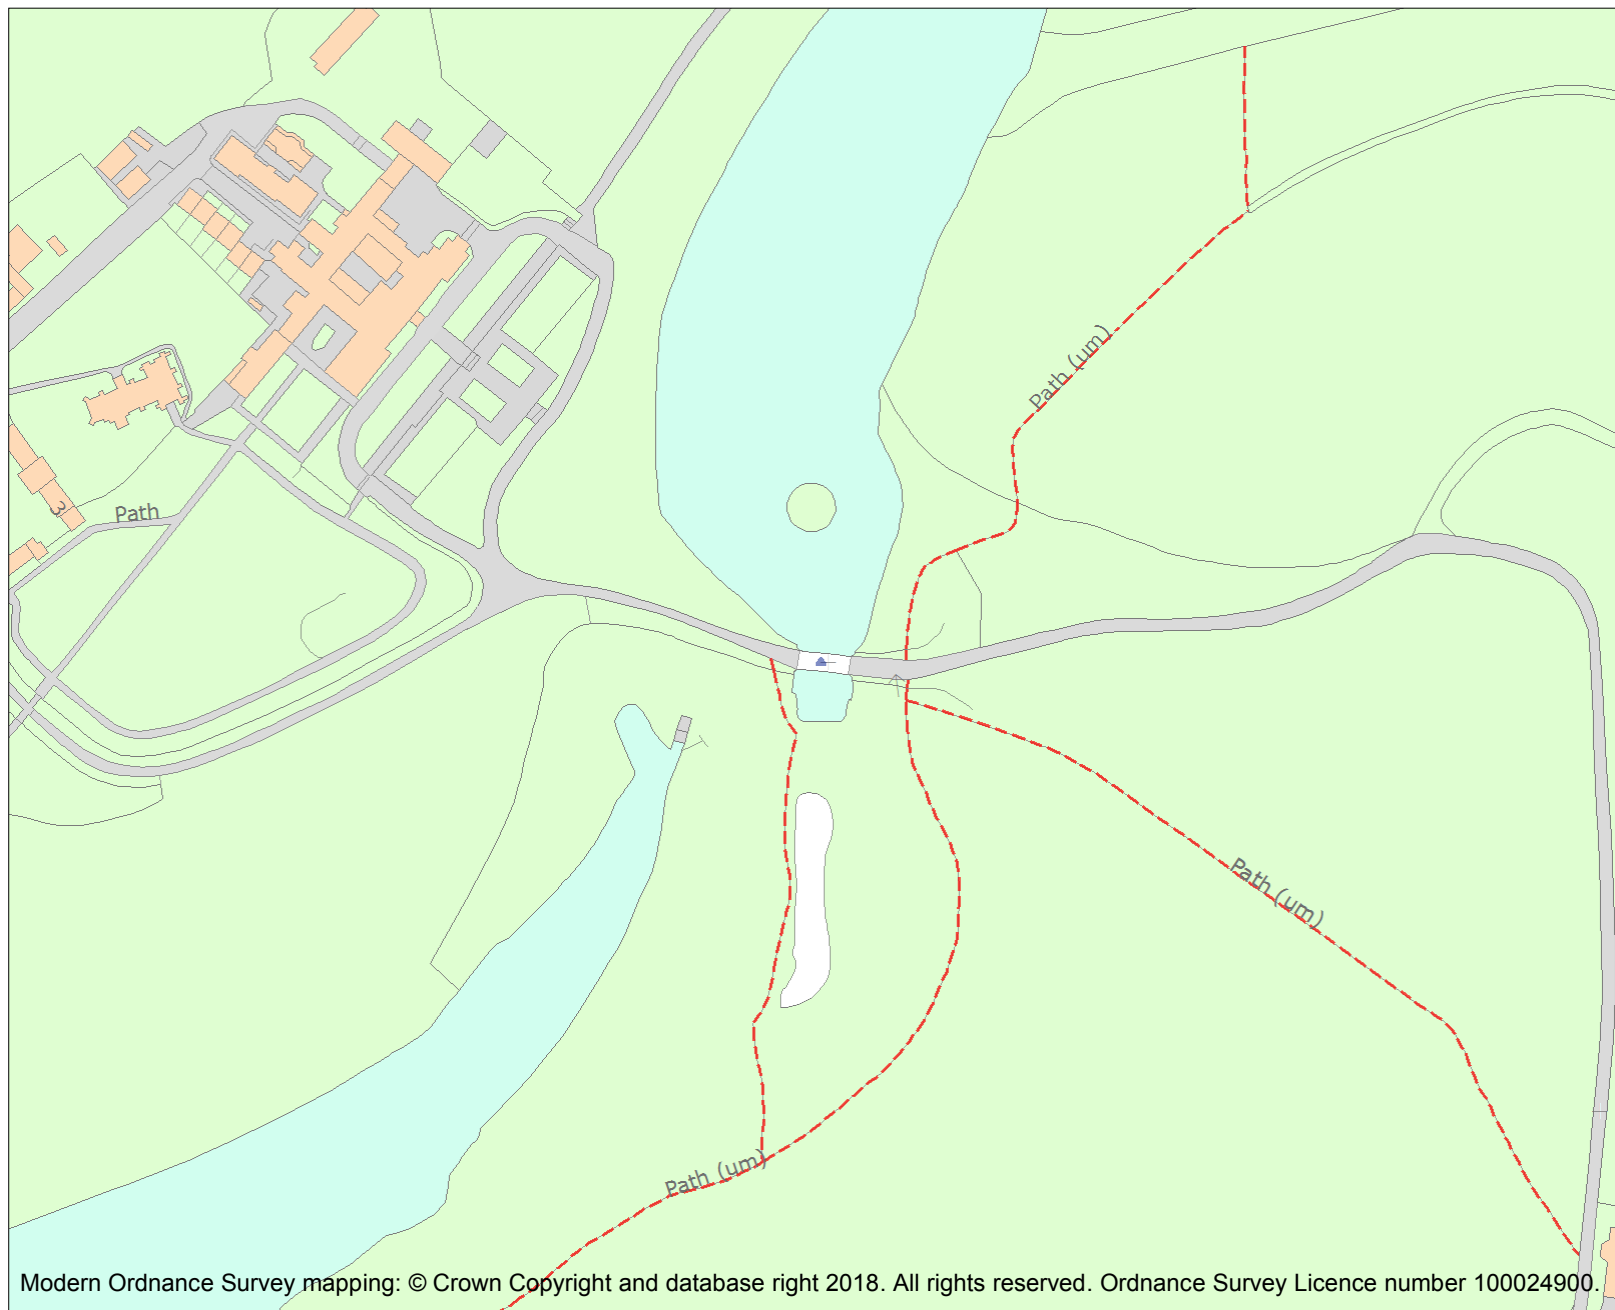 Path (um)
3
Path
Path (um)
Path (um)
Modern Ordnance Survey mapping: © Crown Copyright and database right 2018. All rights reserved. Ordnance Survey Licence number 100024900.